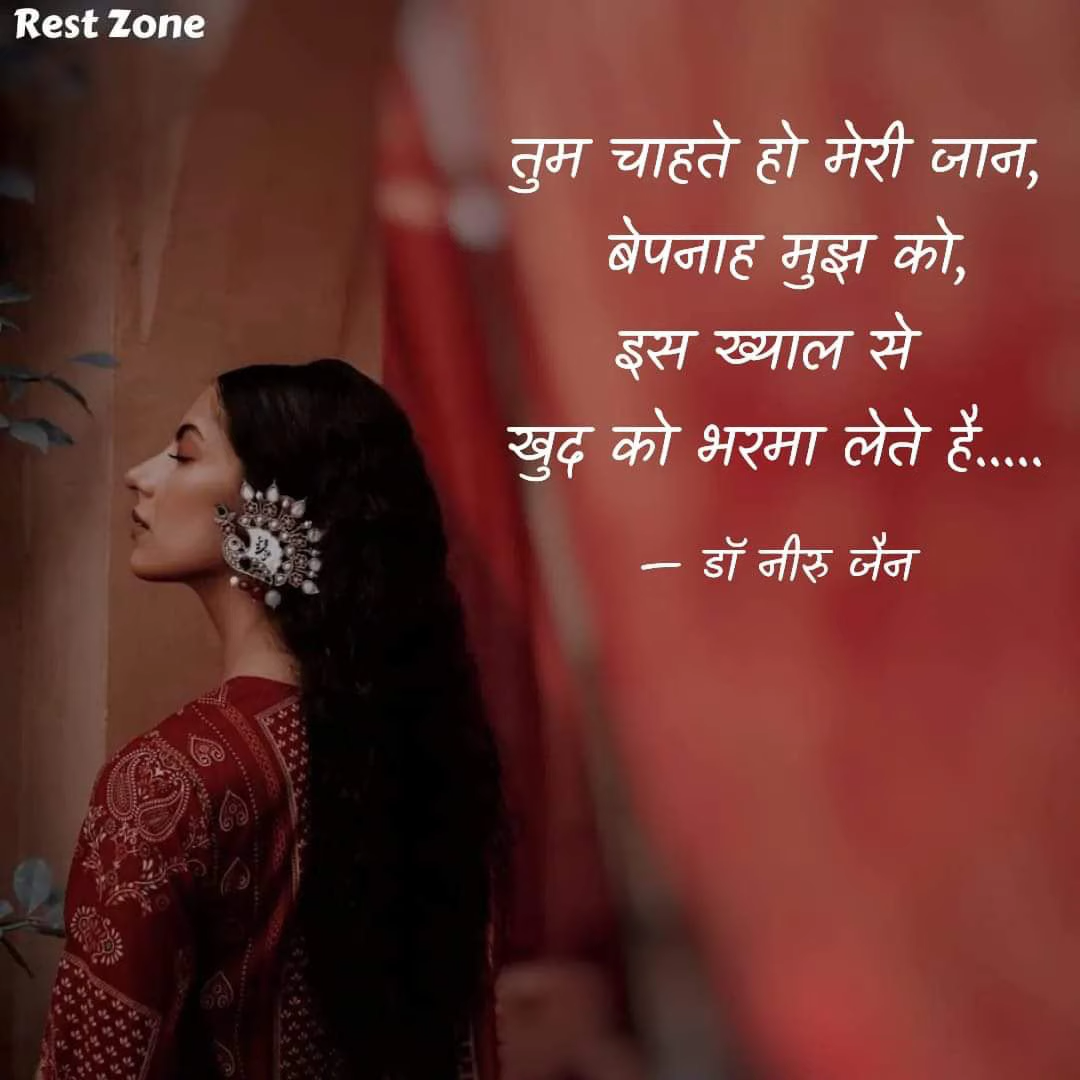 Rest Zone
तुम चाहते हो मेरी जान,
बेपनाह मुझ को,
इस ख्याल से
खुद को भरमा लेते है.....
— डॉ नीरु जैन